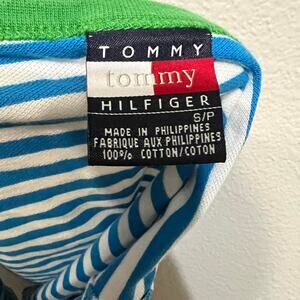 TOMMY
tommy
HILFIGER
S/P
MADE IN PHILIPPINES
FABRIQUE AUX PHILIPPINES
100% COTTON/COTON